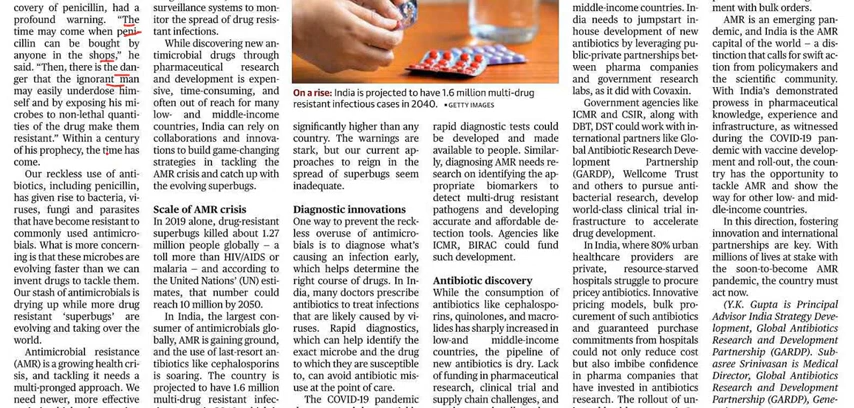 covery of penicillin, had a
profound warning. “The
time may come when peni-
cillin can be bought by
anyone in the shops,” he
said. “Then, there is the dan-
ger that the ignorant man
may easily underdose him-
self and by exposing his mi-
crobes to non-lethal quanti-
ties of the drug make them
resistant.” Within a century
of his prophecy, the time has
come.
Our reckless use of anti-
biotics, including penicillin,
has given rise to bacteria, vi-
ruses, fungi and parasites
that have become resistant to
commonly used antimicro-
bials. What is more concern-
ing is that these microbes are
evolving faster than we can
invent drugs to tackle them.
Our stash of antimicrobials is
drying up while more drug
resistant ‘superbugs’ are
evolving and taking over the
world.
Antimicrobial resistance
(AMR) is a growing health cri-
sis, and tackling it needs a
multi-pronged approach. We
need newer, more effective
surveillance systems to mon-
itor the spread of drug resis-
tant infections.
While discovering new an-
timicrobial drugs through
pharmaceutical research
and development is expen-
sive, time-consuming, and
often out of reach for many
low- and middle-income
countries, India can rely on
collaborations and innova-
tions to build game-changing
strategies in tackling the
AMR crisis and catch up with
the evolving superbugs.
Scale of AMR crisis
In 2019 alone, drug-resistant
superbugs killed about 1.27
million people globally – a
toll more than HIV/AIDS or
malaria – and according to
the United Nations’ (UN) esti-
mates, that number could
reach 10 million by 2050.
In India, the largest con-
sumer of antimicrobials glo-
bally, AMR is gaining ground,
and the use of last-resort an-
tibiotics like cephalosporins
is soaring. The country is
projected to have 1.6 million
multi-drug resistant infec-
On a rise: India is projected to have 1.6 million multi-drug
resistant infectious cases in 2040. • GETTY IMAGES
significantly higher than any
country. The warnings are
stark, but our current ap-
proaches to reign in the
spread of superbugs seem
inadequate.
Diagnostic innovations
One way to prevent the reck-
less overuse of antimicro-
bials is to diagnose what’s
causing an infection early,
which helps determine the
right course of drugs. In In-
dia, many doctors prescribe
antibiotics to treat infections
that are likely caused by vi-
ruses. Rapid diagnostics,
which can help identify the
exact microbe and the drug
to which they are susceptible
to, can avoid antibiotic mis-
use at the point of care.
The COVID-19 pandemic
rapid diagnostic tests could
be developed and made
available to people. Similar-
ly, diagnosing AMR needs re-
search on identifying the ap-
propriate biomarkers to
detect multi-drug resistant
pathogens and developing
accurate and affordable de-
tection tools. Agencies like
ICMR, BIRAC could fund
such development.
Antibiotic discovery
While the consumption of
antibiotics like cephalospo-
rins, quinolones, and macro-
lides has sharply increased in
low-and middle-income
countries, the pipeline of
new antibiotics is dry. Lack
of funding in pharmaceutical
research, clinical trial and
supply chain challenges, and
middle-income countries. In-
dia needs to jumpstart in-
house development of new
antibiotics by leveraging pu-
blic-private partnerships bet-
ween pharma companies
and government research
labs, as it did with Covaxin.
Government agencies like
ICMR and CSIR, along with
DBT, DST could work with in-
ternational partners like Glo-
bal Antibiotic Research Deve-
lopment Partnership
(GARDP), Wellcome Trust
and others to pursue anti-
bacterial research, develop
world-class clinical trial in-
frastructure to accelerate
drug development.
In India, where 80% urban
healthcare providers are
private, resource-starved
hospitals struggle to procure
pricey antibiotics. Innovative
pricing models, bulk pro-
curement of such antibiotics
and guaranteed purchase
commitments from hospitals
could not only reduce cost
but also imbibe confidence
in pharma companies that
have invested in antibiotics
research. The rollout of un-
ment with bulk orders.
AMR is an emerging pan-
demic, and India is the AMR
capital of the world – a dis-
tinction that calls for swift ac-
tion from policymakers and
the scientific community.
With India’s demonstrated
prowess in pharmaceutical
knowledge, experience and
infrastructure, as witnessed
during the COVID-19 pan-
demic with vaccine develop-
ment and roll-out, the coun-
try has the opportunity to
tackle AMR and show the
way for other low- and mid-
dle-income countries.
In this direction, fostering
innovation and international
partnerships are key. With
millions of lives at stake with
the soon-to-become AMR
pandemic, the country must
act now.
(Y.K. Gupta is Principal
Advisor India Strategy Deve-
lopment, Global Antibiotics
Research and Development
Partnership (GARDP). Sub-
asree Srinivasan is Medical
Director, Global Antibiotics
Research and Development
Partnership (GARDP), Gene-